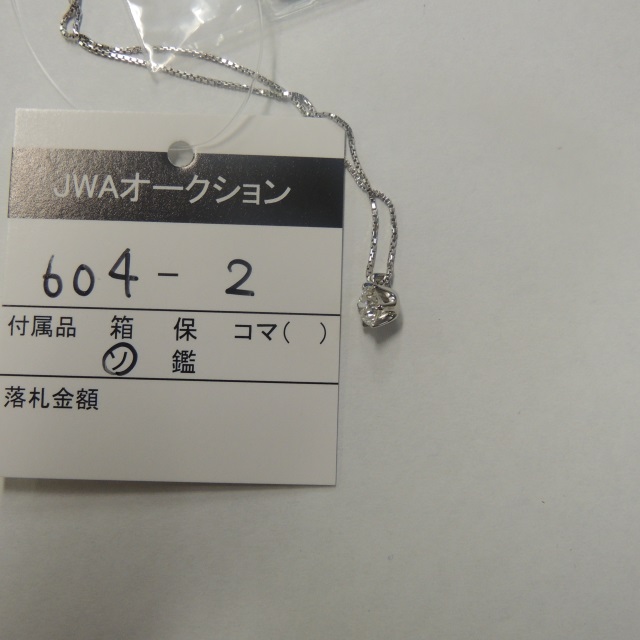 JWAオークション
604-2
付属品 箱 保 コマ( )
ソ 鑑
落札金額